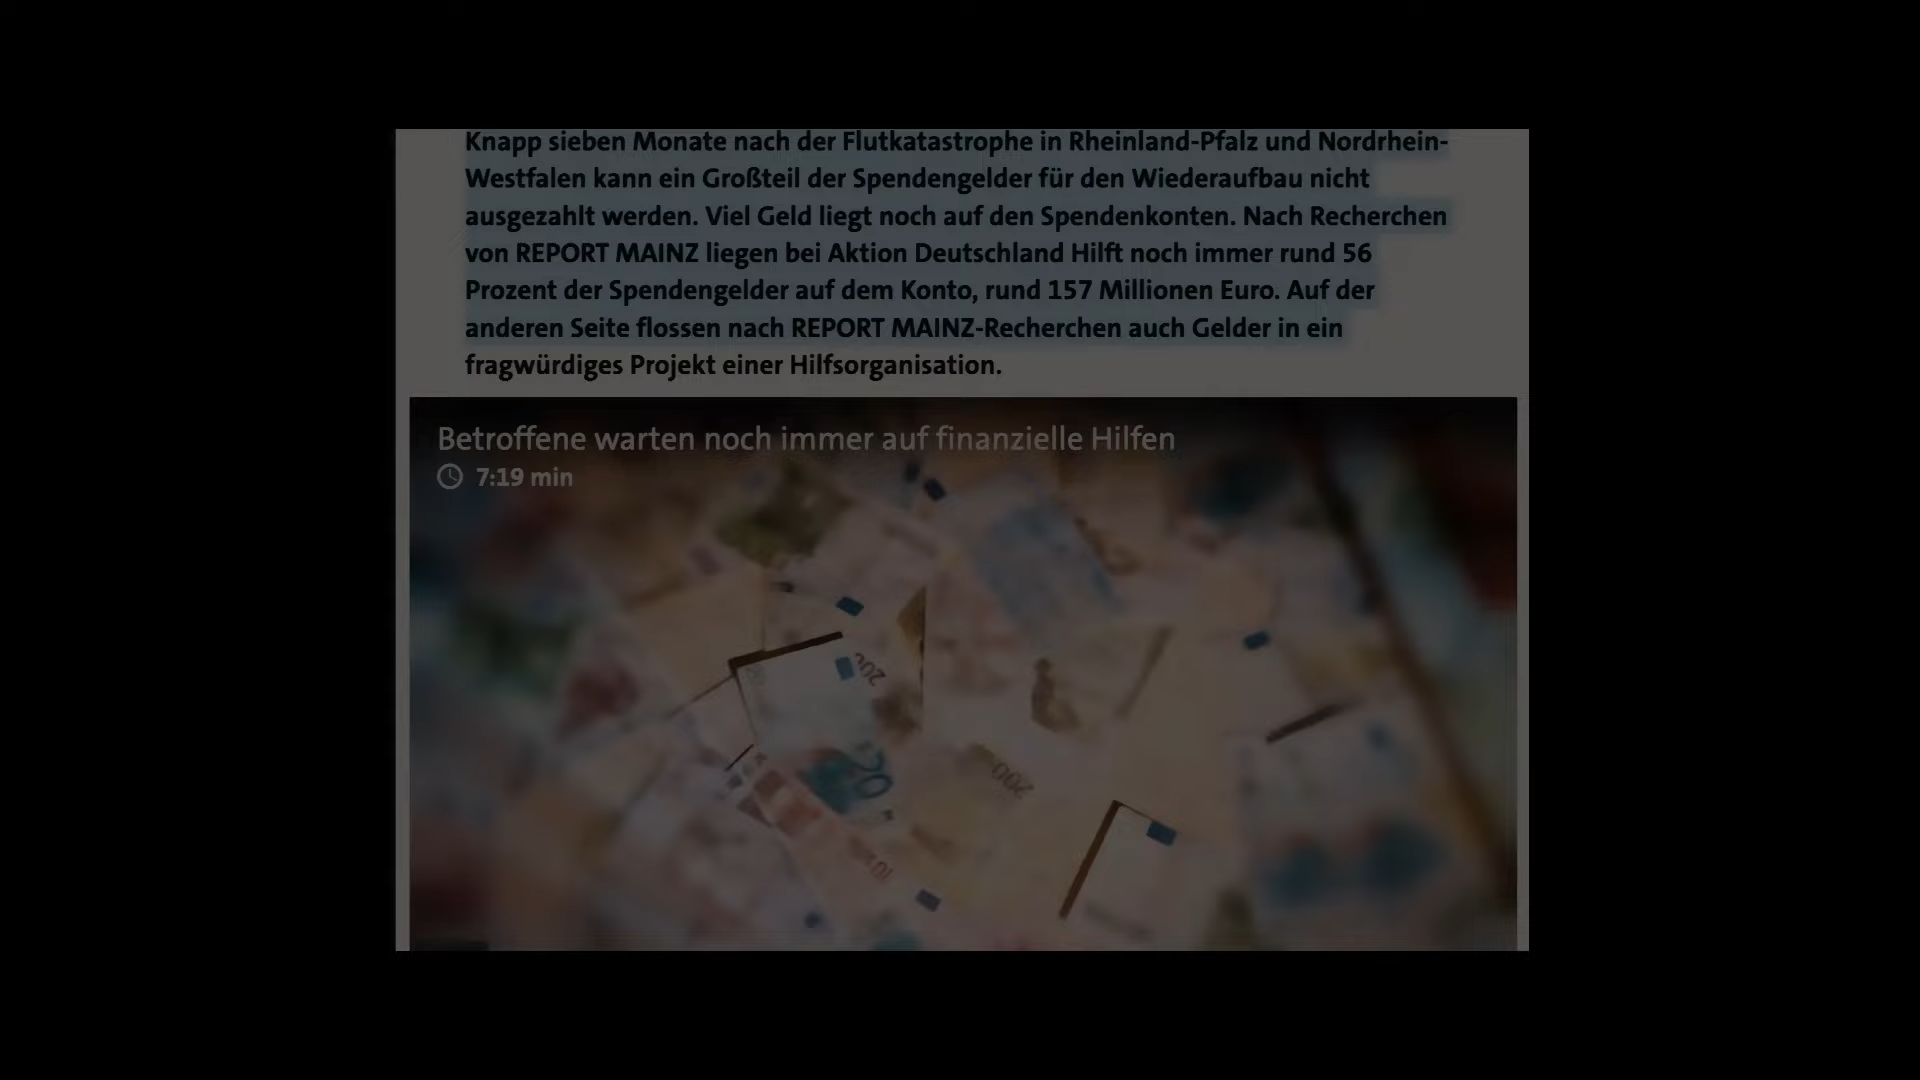 Knapp sieben Monate nach der Flutkatastrophe in Rheinland-Pfalz und Nordrhein-
Westfalen kann ein Großteil der Spendengelder für den Wiederaufbau nicht
ausgezahlt werden. Viel Geld liegt noch auf den Spendenkonten. Nach Recherchen
von REPORT MAINZ liegen bei Aktion Deutschland Hilft noch immer rund 56
Prozent der Spendengelder auf dem Konto, rund 157 Millionen Euro. Auf der
anderen Seite flossen nach REPORT MAINZ-Recherchen auch Gelder in ein
fragwürdiges Projekt einer Hilfsorganisation.
Betroffene warten noch immer auf finanzielle Hilfen
7:19 min
200
20
200
10